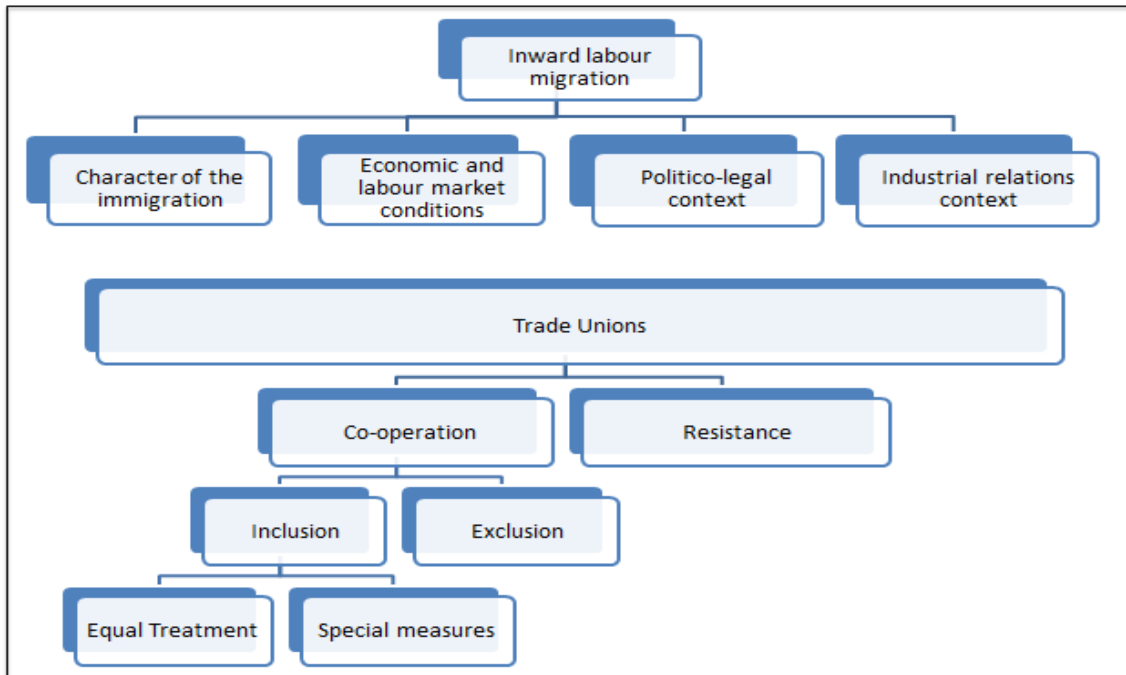 Inward labour
migration
Character of the
immigration
Economic and
labour market
conditions
Politico-legal
context
Industrial relations
context
Trade Unions
Co-operation
Resistance
Inclusion
Exclusion
Equal Treatment
Special measures